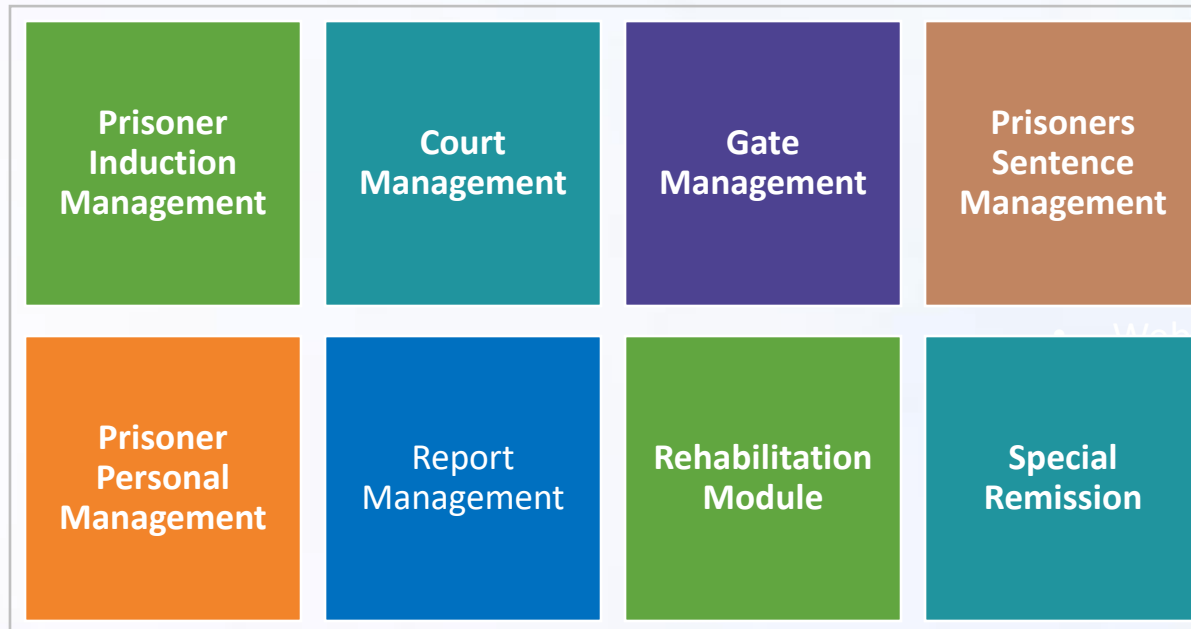 Prisoner
Induction
Management
Court
Management
Gate
Management
Prisoners
Sentence
Management
Prisoner
Personal
Management
Report
Management
Rehabilitation
Module
Special
Remission